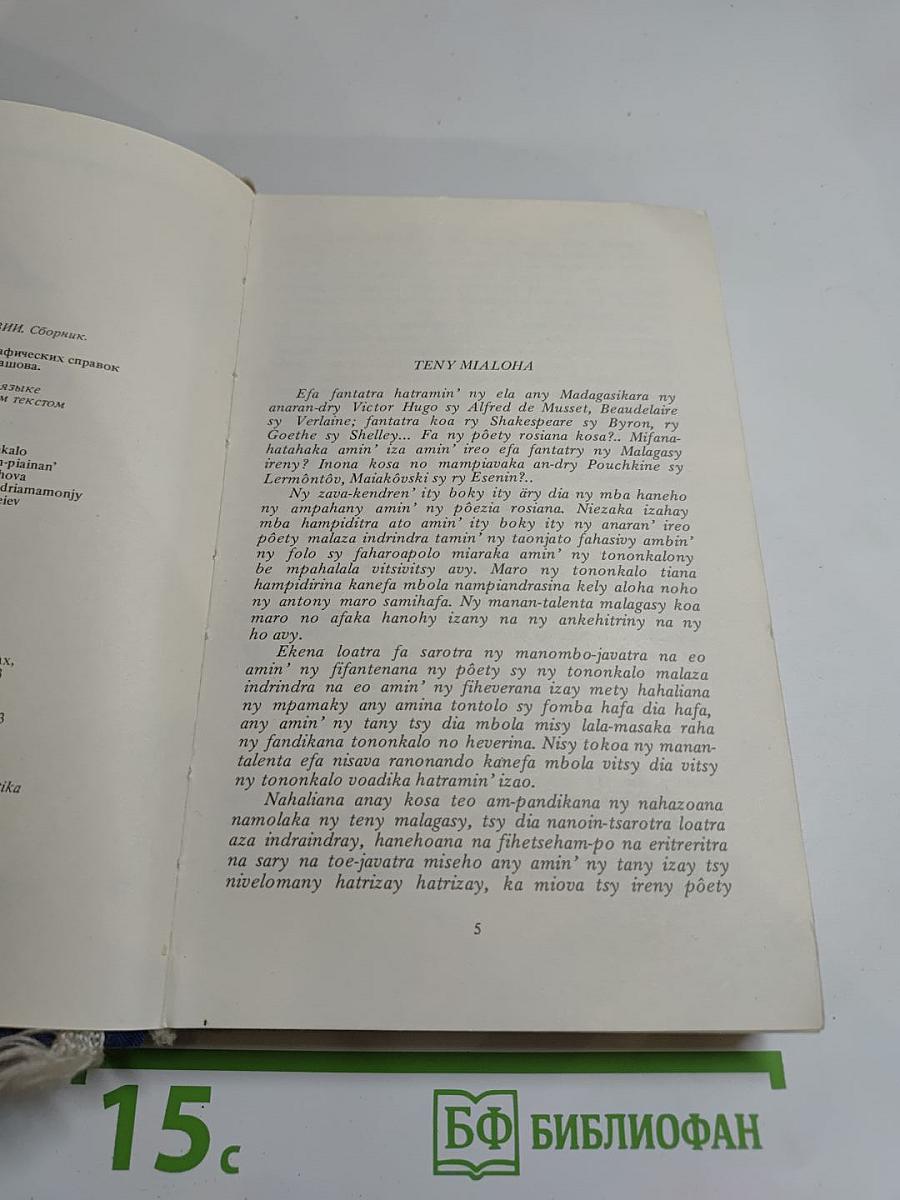 ЗИИ. Сборник.
афических справок
ашова.
языке
м текстом
kalo
n-piainan'
hova
driamamonjy
eiev
ах,
3
ika
TENY MIALOHA
Efa fantatra hatramin' ny ela any Madagasikara ny
anaran-dry Victor Hugo sy Alfred de Musset, Beaudelaire
sy Verlaine; fantatra koa ry Shakespeare sy Byron, ry
Goethe sy Shelley... Fa ny pôety rosiana kosa?.. Mifana-
hatahaka amin' iza amin' ireo efa fantatry ny Malagasy
ireny? Inona kosa no mampiavaka an-dry Pouchkine sy
Lermôntôv, Maiakôvski sy ry Esenin?..
Ny zava-kendren' ity boky ity äry dia ny mba haneho
ny ampahany amin' ny pôezia rosiana. Niezaka izahay
mba hampiditra ato amin' ity boky ity ny anaran' ireo
pôety malaza indrindra tamin' ny taonjato fahasivy ambin'
ny folo sy faharoapolo miaraka amin' ny tononkalony
be mpahalala vitsivitsy avy. Maro ny tononkalo tiana
hampidirina kanefa mbola nampiandrasina kely aloha noho
ny antony maro samihafa. Ny manan-talenta malagasy koa
maro no afaka hanohy izany na ny ankehitriny na ny
ho avy.
Ekena loatra fa sarotra ny manombo-javatra na eo
amin' ny fifantenana ny pôety sy ny tononkalo malaza
indrindra na eo amin' ny fiheverana izay mety hahaliana
ny mpamaky any amina tontolo sy fomba hafa dia hafa,
any amin' ny tany tsy dia mbola misy lala-masaka raha
ny fandikana tononkalo no heverina. Nisy tokoa ny manan-
talenta efa nisava ranonando kanefa mbola vitsy dia vitsy
ny tononkalo voadika hatramin' izao.
Nahaliana anay kosa teo am-pandikana ny nahazoana
namolaka ny teny malagasy, tsy dia nanoin-tsarotra loatra
aza indraindray, hanehoana na fihetseham-po na eritreritra
na sary na toe-javatra miseho any amin' ny tany izay tsy
nivelomany hatrizay hatrizay, ka miova tsy ireny pôety
5
15 с
БФ БИБЛИОФАН